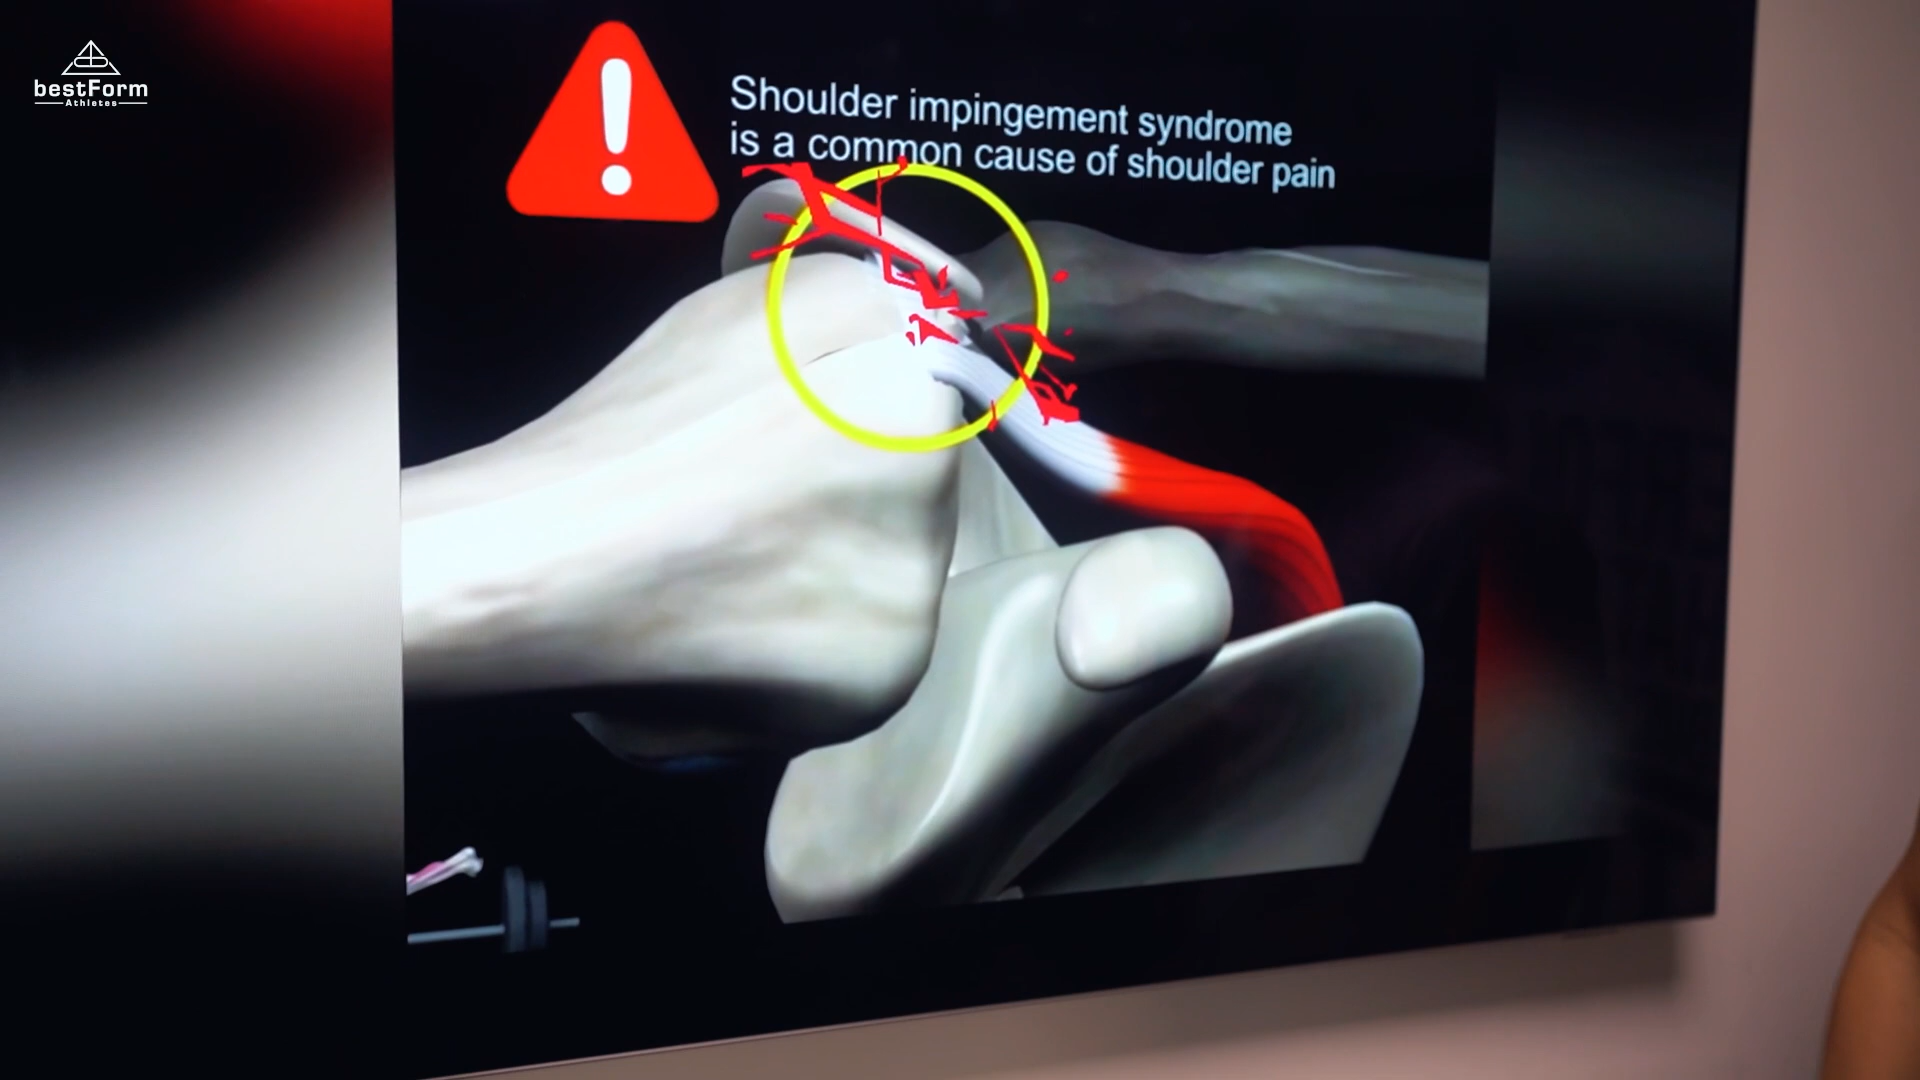 bestForm
Athletes
Shoulder impingement syndrome
is a common cause of shoulder pain